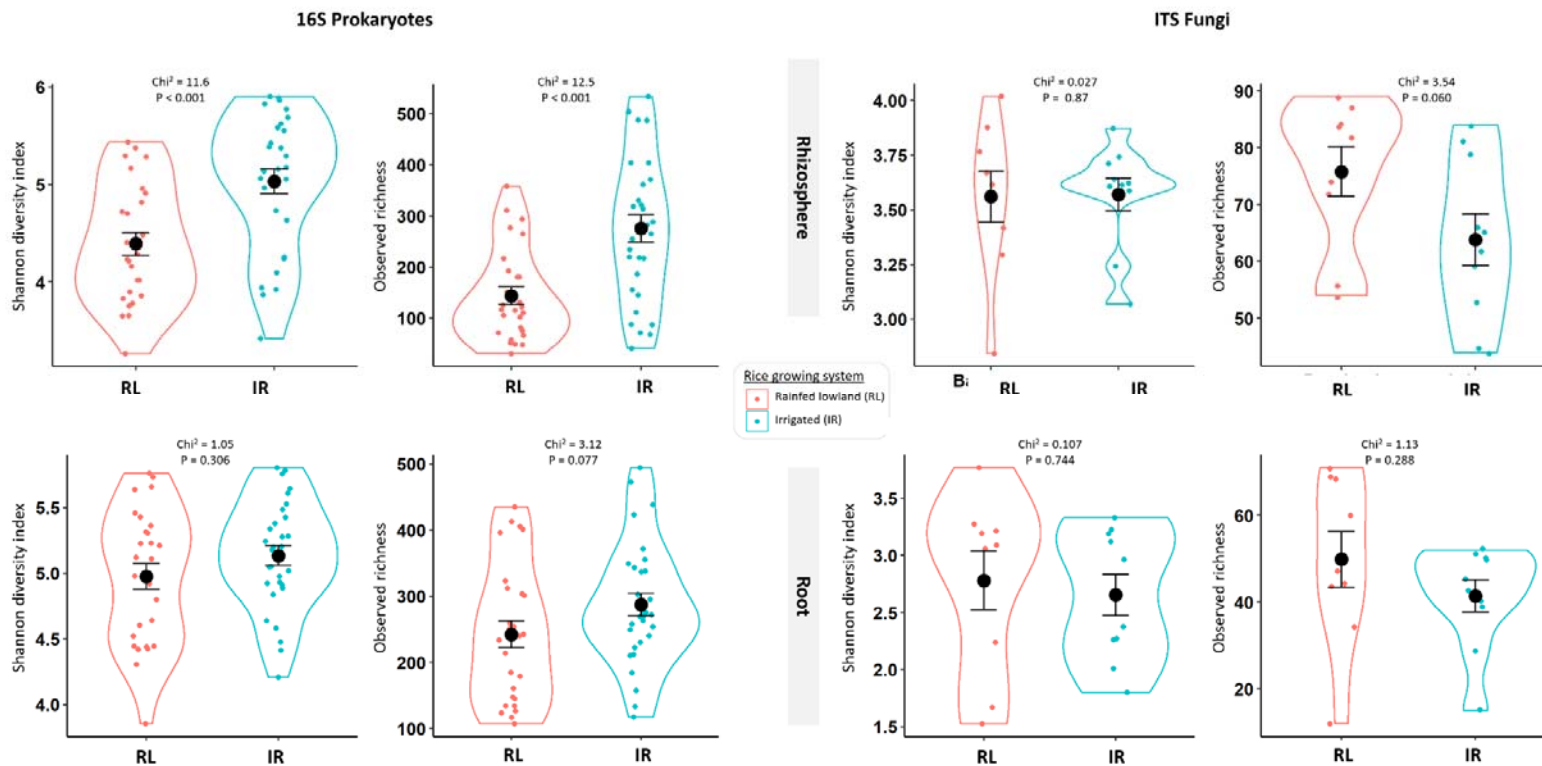 16S Prokaryotes
ITS Fungi
Chi² = 11.6
P < 0.001
Shannon diversity index
6
5
4
RL
IR
Chi² = 12.5
P < 0.001
Observed richness
500
400
300
200
100
RL
IR
Rhizosphere
Chi² = 0.027
P = 0.87
Shannon diversity index
4.00
3.75
3.50
3.25
3.00
RL
IR
Chi² = 3.54
P = 0.060
Observed richness
90
80
70
60
50
RL
IR
Rice growing system
Rainfed lowland (RL)
Irrigated (IR)
Chi² = 1.05
P = 0.306
Shannon diversity index
5.5
5.0
4.5
4.0
RL
IR
Chi² = 3.12
P = 0.077
Observed richness
500
400
300
200
100
RL
IR
Root
Chi² = 0.107
P = 0.744
Shannon diversity index
3.5
3.0
2.5
2.0
1.5
RL
IR
Chi² = 1.13
P = 0.288
Observed richness
60
40
20
RL
IR